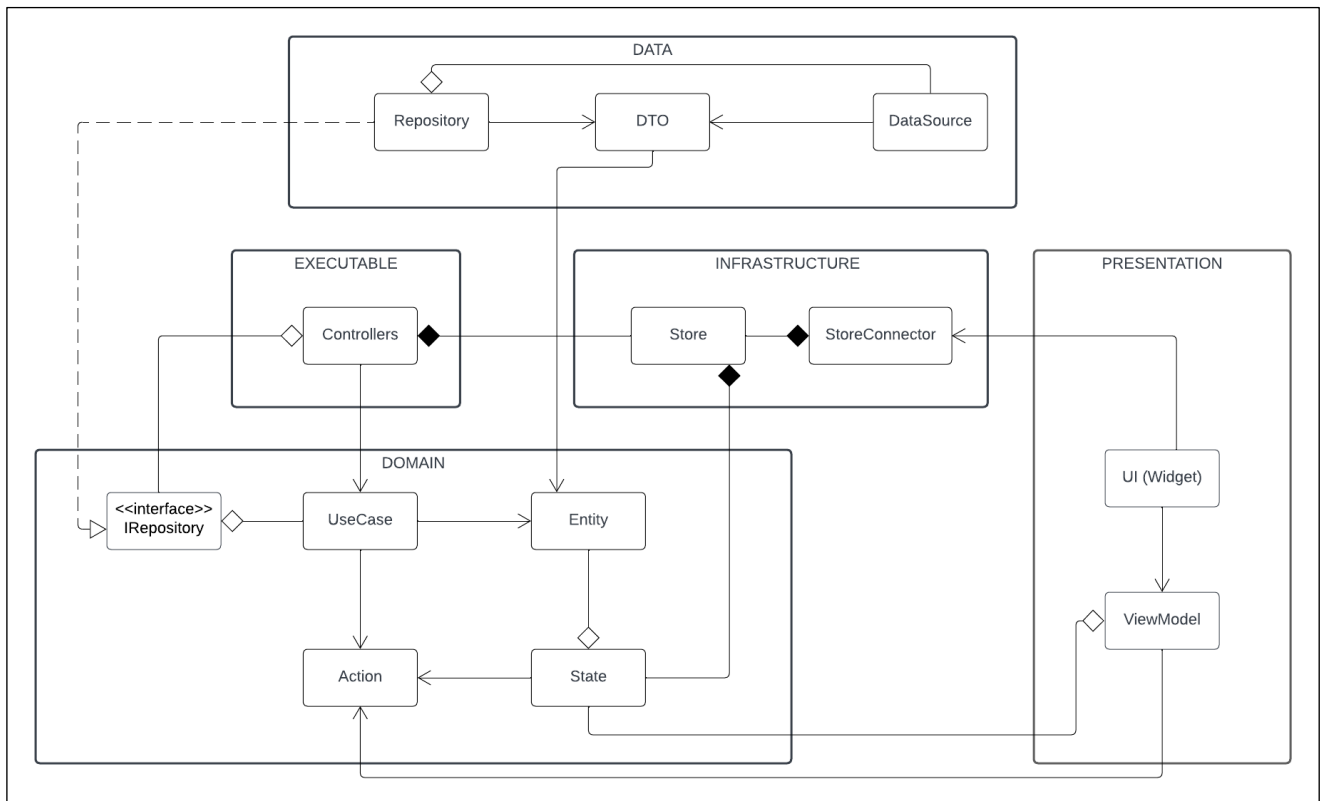 DATA
Repository
DTO
DataSource
EXECUTABLE
INFRASTRUCTURE
PRESENTATION
Controllers
Store
StoreConnector
UI (Widget)
DOMAIN
<<interface>>
IRepository
UseCase
Entity
ViewModel
Action
State